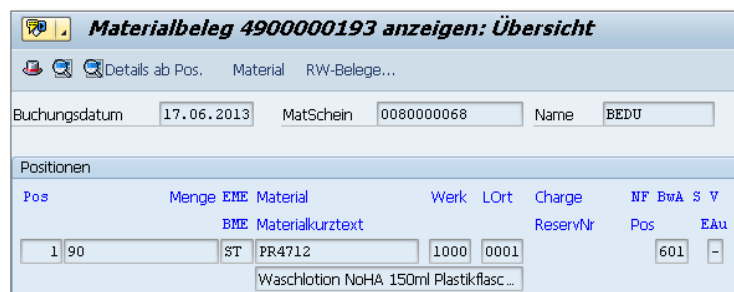 Materialbeleg 4900000193 anzeigen: Übersicht
Details ab Pos. Material RW-Belege...
Buchungsdatum 17.06.2013 MatSchein 0080000068 Name BEDU
Positionen
Pos Menge EME Material Werk LOrt Charge NF BwA S V
BME Materialkurztext ReservNr Pos EAu
1 90 ST PR4712 1000 0001 601 -
Waschlotion NoHA 150ml Plastikflasc...